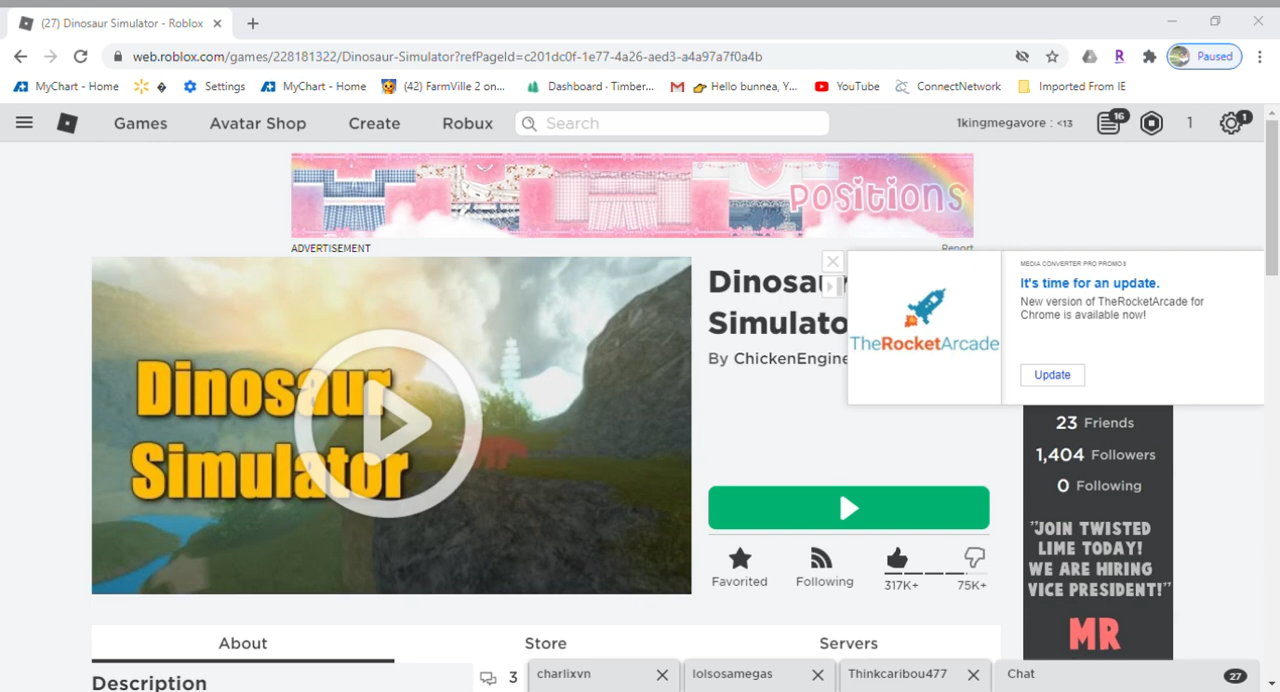 (27) Dinosaur Simulator - Roblox
web.roblox.com/games/228181322/Dinosaur-Simulator?refPageId=c201dc0f-1e77-4a26-aed3-a4a97a7f0a4b
Paused
MyChart - Home
Settings
MyChart - Home
(42) FarmVille 2 on...
Dashboard - Timber...
Hello bunnea, Y...
YouTube
ConnectNetwork
Imported From IE
Games
Avatar Shop
Create
Robux
Search
1kingmegavore : <13
16
1
1
Positions
ADVERTISEMENT
Report
Dinosaur
Simulator
Dinosau
Simulato
By ChickenEngine
MEDIA CONVERTER PRO PROMOS
It's time for an update.
New version of TheRocketArcade for
Chrome is available now!
TheRocketArcade
Update
23 Friends
1,404 Followers
0 Following
"JOIN TWISTED
LIME TODAY!
WE ARE HIRING
VICE PRESIDENT!"
MR
Favorited
Following
317K+
75K+
About
Store
Servers
Description
3
charlixvn
lolsosamegas
Thinkcaribou477
Chat
27